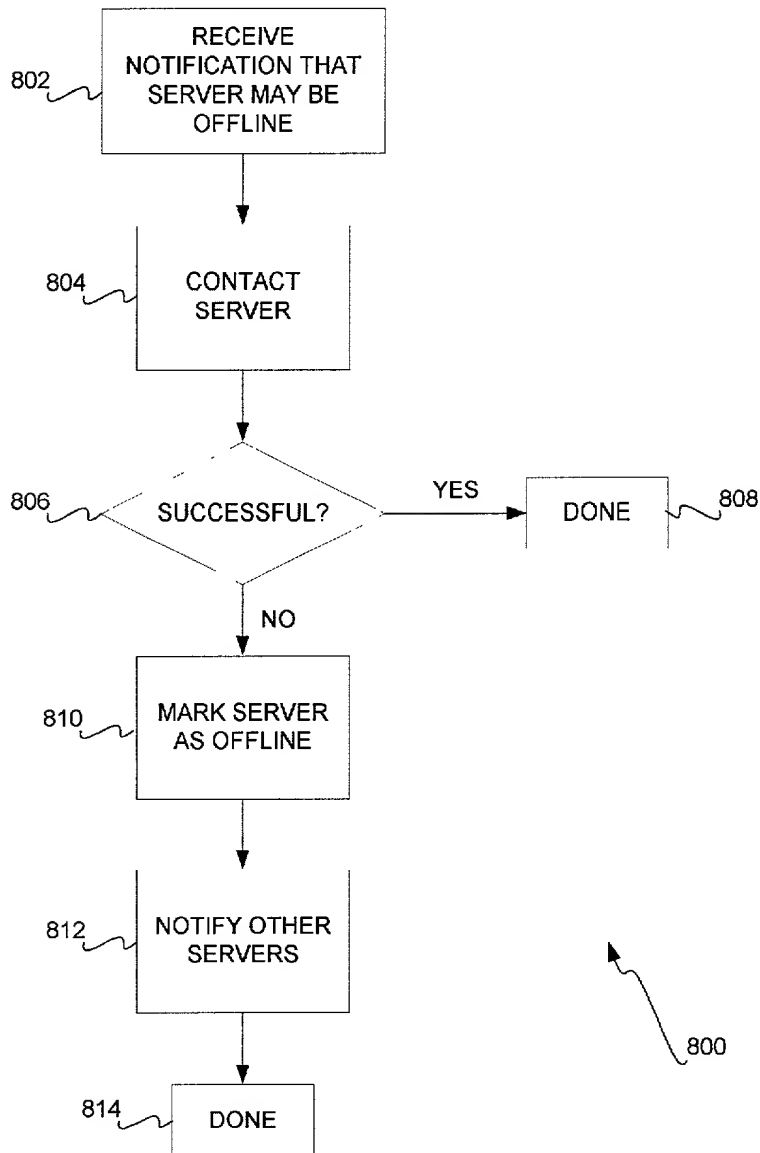 RECEIVE
NOTIFICATION THAT
SERVER MAY BE
OFFLINE
802
CONTACT
SERVER
804
SUCCESSFUL?
806
YES
DONE
808
NO
MARK SERVER
AS OFFLINE
810
NOTIFY OTHER
SERVERS
812
800
DONE
814